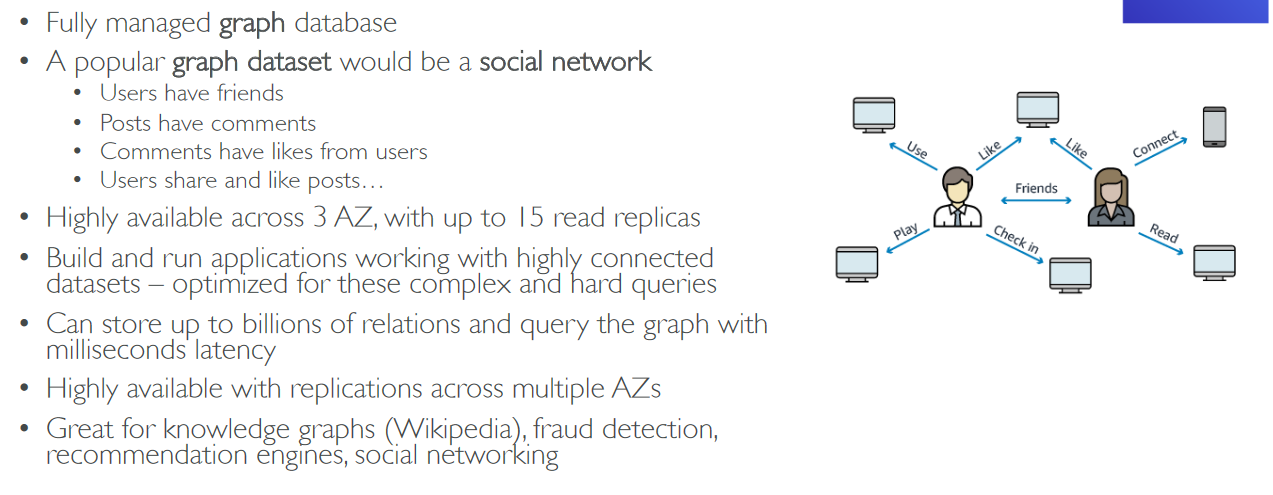 • Fully managed graph database
• A popular graph dataset would be a social network
• Users have friends
• Posts have comments
• Comments have likes from users
• Users share and like posts…
• Highly available across 3 AZ, with up to 15 read replicas
• Build and run applications working with highly connected
datasets – optimized for these complex and hard queries
• Can store up to billions of relations and query the graph with
milliseconds latency
• Highly available with replications across multiple AZs
• Great for knowledge graphs (Wikipedia), fraud detection,
recommendation engines, social networking
Use
Like
Like
Connect
Friends
Play
Check in
Read